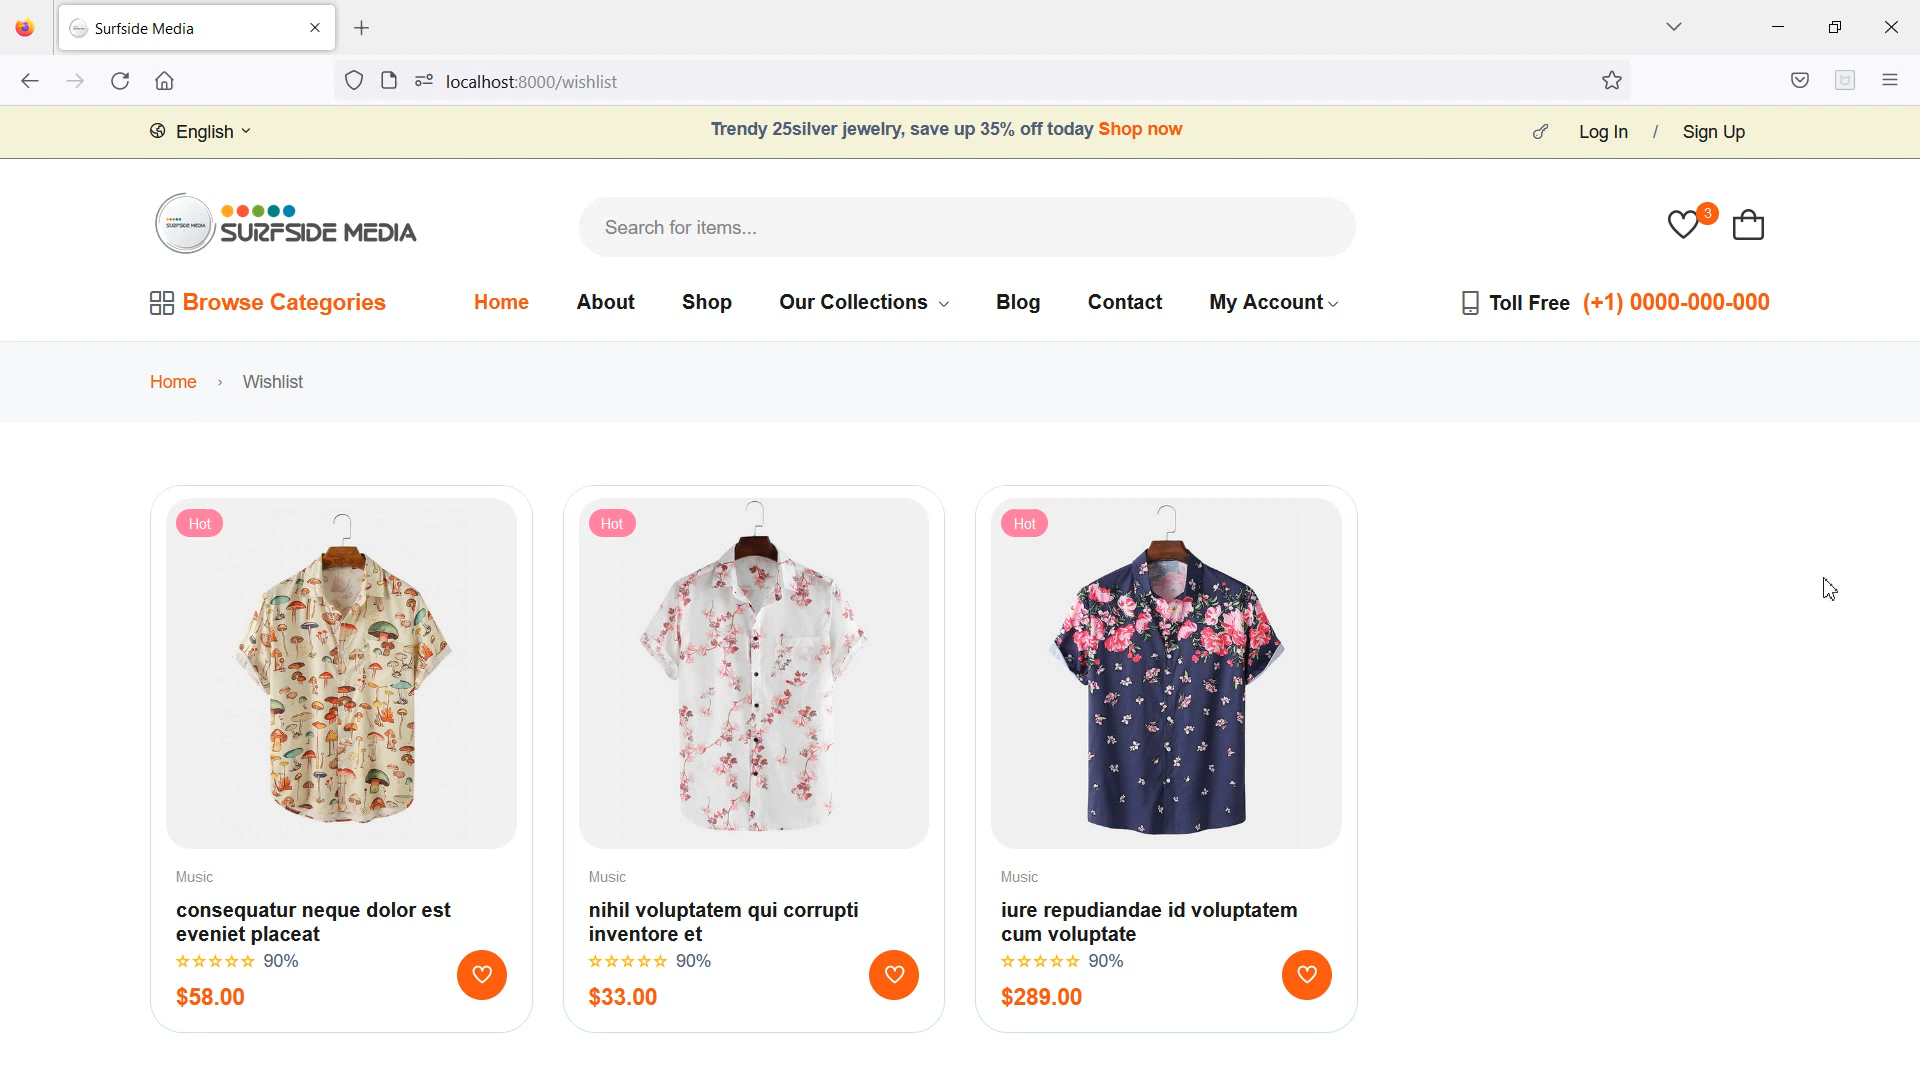 Surfside Media
localhost:8000/wishlist
English
Trendy 25silver jewelry, save up 35% off today Shop now
Log In / Sign Up
SURFSIDE MEDIA
SURFSIDE MEDIA
Search for items...
3
Browse Categories
Home
About
Shop
Our Collections
Blog
Contact
My Account
Toll Free (+1) 0000-000-000
Home › Wishlist
Hot
Music
consequatur neque dolor est
eveniet placeat
90%
$58.00
Hot
Music
nihil voluptatem qui corrupti
inventore et
90%
$33.00
Hot
Music
iure repudiandae id voluptatem
cum voluptate
90%
$289.00